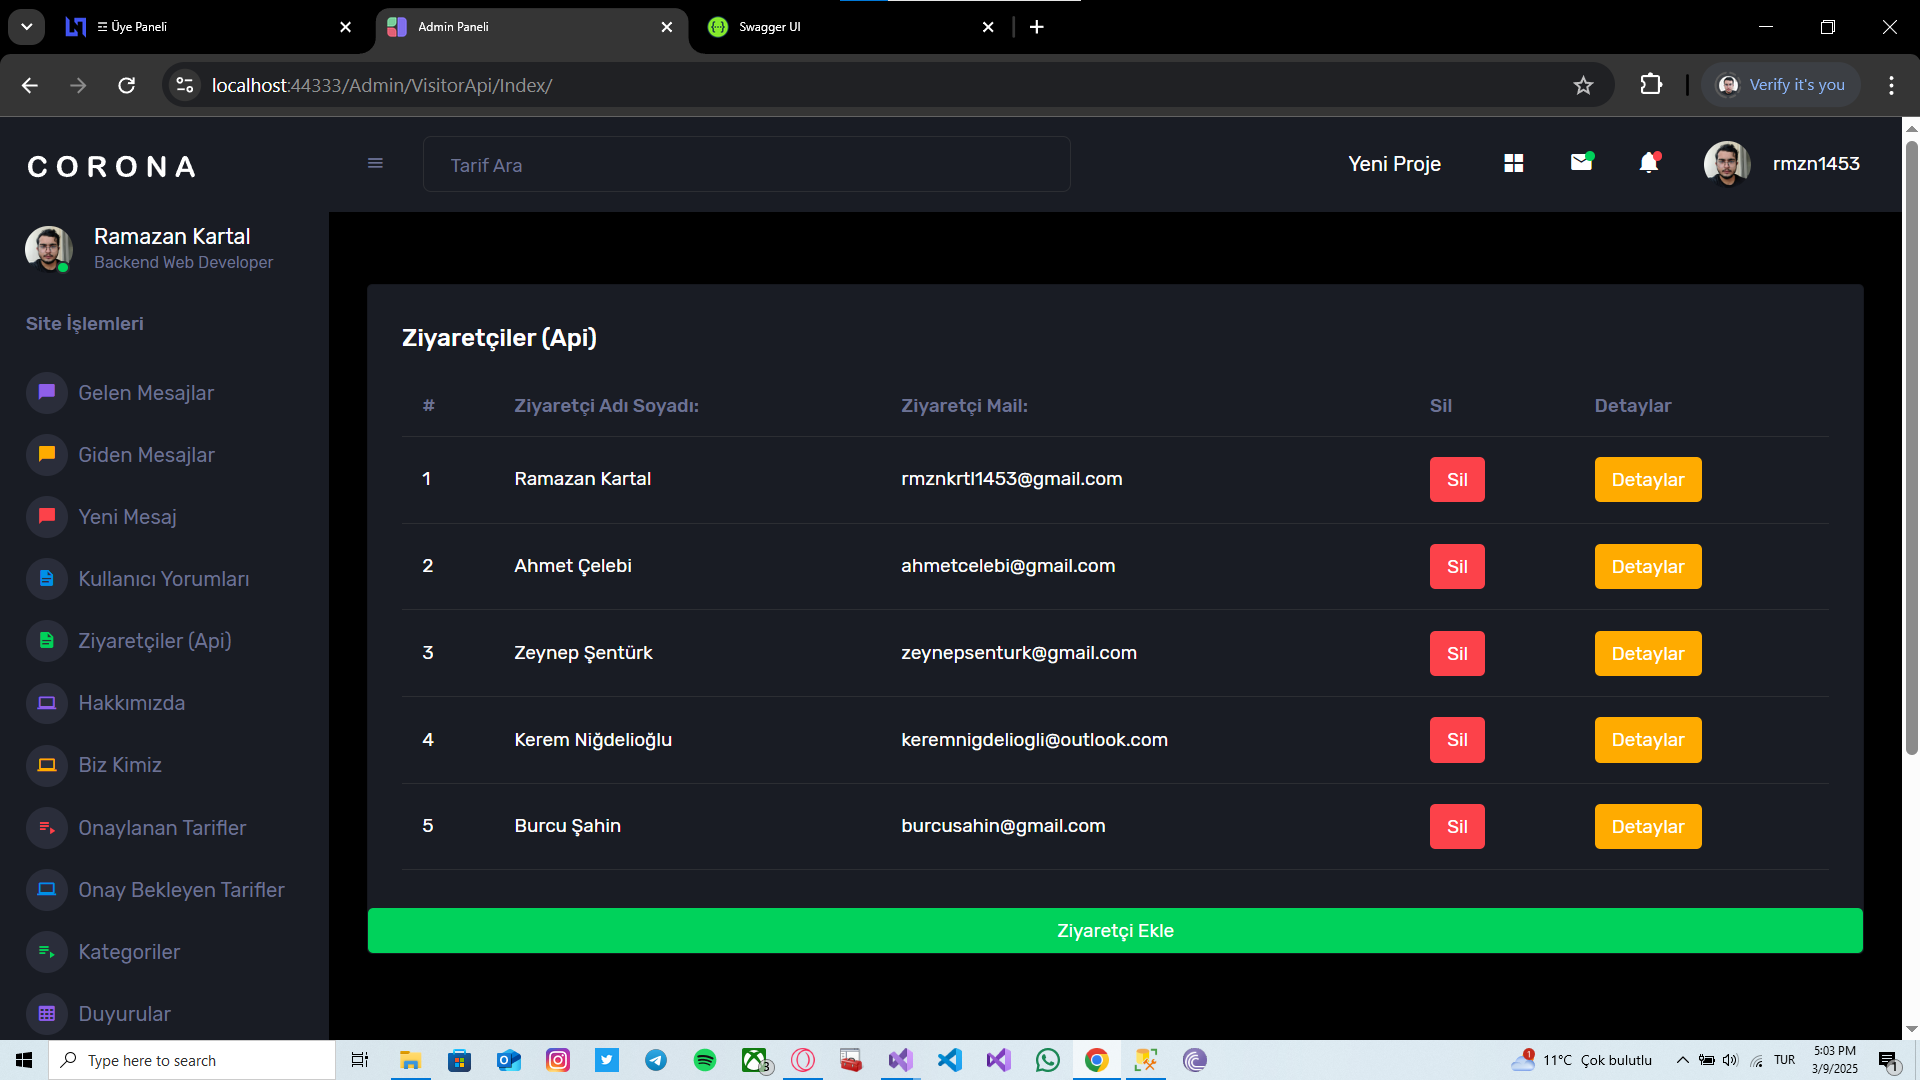 Üye Paneli
Admin Paneli
Swagger UI
localhost:44333/Admin/VisitorApi/Index/
Verify it's you
CORONA
Tarif Ara
Yeni Proje
rmzn1453
Ramazan Kartal
Backend Web Developer
Site İşlemleri
Gelen Mesajlar
Giden Mesajlar
Yeni Mesaj
Kullanıcı Yorumları
Ziyaretçiler (Api)
Hakkımızda
Biz Kimiz
Onaylanan Tarifler
Onay Bekleyen Tarifler
Kategoriler
Duyurular
Ziyaretçiler (Api)
# Ziyaretçi Adı Soyadı: Ziyaretçi Mail: Sil Detaylar
1 Ramazan Kartal rmznkrtl1453@gmail.com Sil Detaylar
2 Ahmet Çelebi ahmetcelebi@gmail.com Sil Detaylar
3 Zeynep Şentürk zeynepsenturk@gmail.com Sil Detaylar
4 Kerem Niğdelioğlu keremnigdeliogli@outlook.com Sil Detaylar
5 Burcu Şahin burcusahin@gmail.com Sil Detaylar
Ziyaretçi Ekle
Type here to search
3
1
11°C Çok bulutlu
TUR
5:03 PM
3/9/2025
1